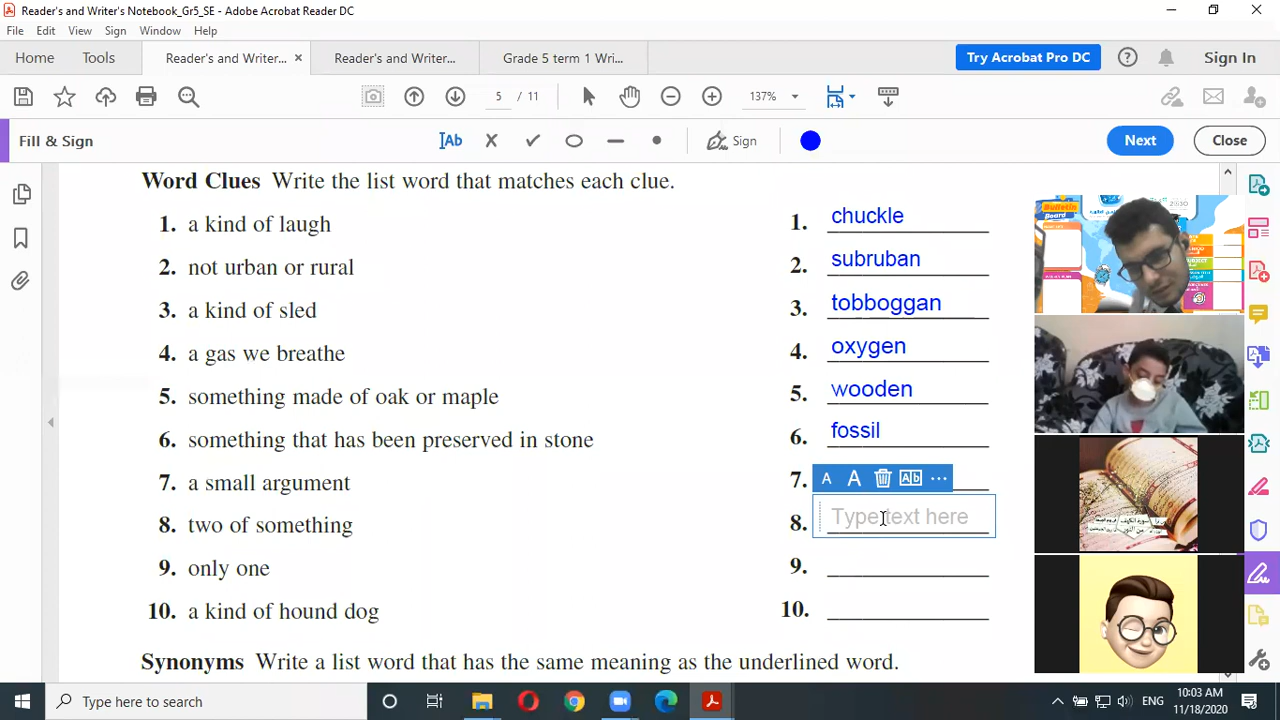 Reader's and Writer's Notebook_Gr5_SE - Adobe Acrobat Reader DC
File Edit View Sign Window Help
Home Tools Reader's and Writer... × Reader's and Writer... Grade 5 term 1 Wri... Try Acrobat Pro DC Sign In
5 / 11 137%
Fill & Sign Ab Sign Next Close
Word Clues Write the list word that matches each clue.
1. a kind of laugh 1. chuckle
2. not urban or rural 2. subruban
3. a kind of sled 3. tobboggan
4. a gas we breathe 4. oxygen
5. something made of oak or maple 5. wooden
6. something that has been preserved in stone 6. fossil
7. a small argument 7. A A Ab ...
8. two of something 8. Type text here
9. only one 9.
10. a kind of hound dog 10.
Synonyms Write a list word that has the same meaning as the underlined word.
Bulletin
Board
Type here to search
ENG
10:03 AM
11/18/2020